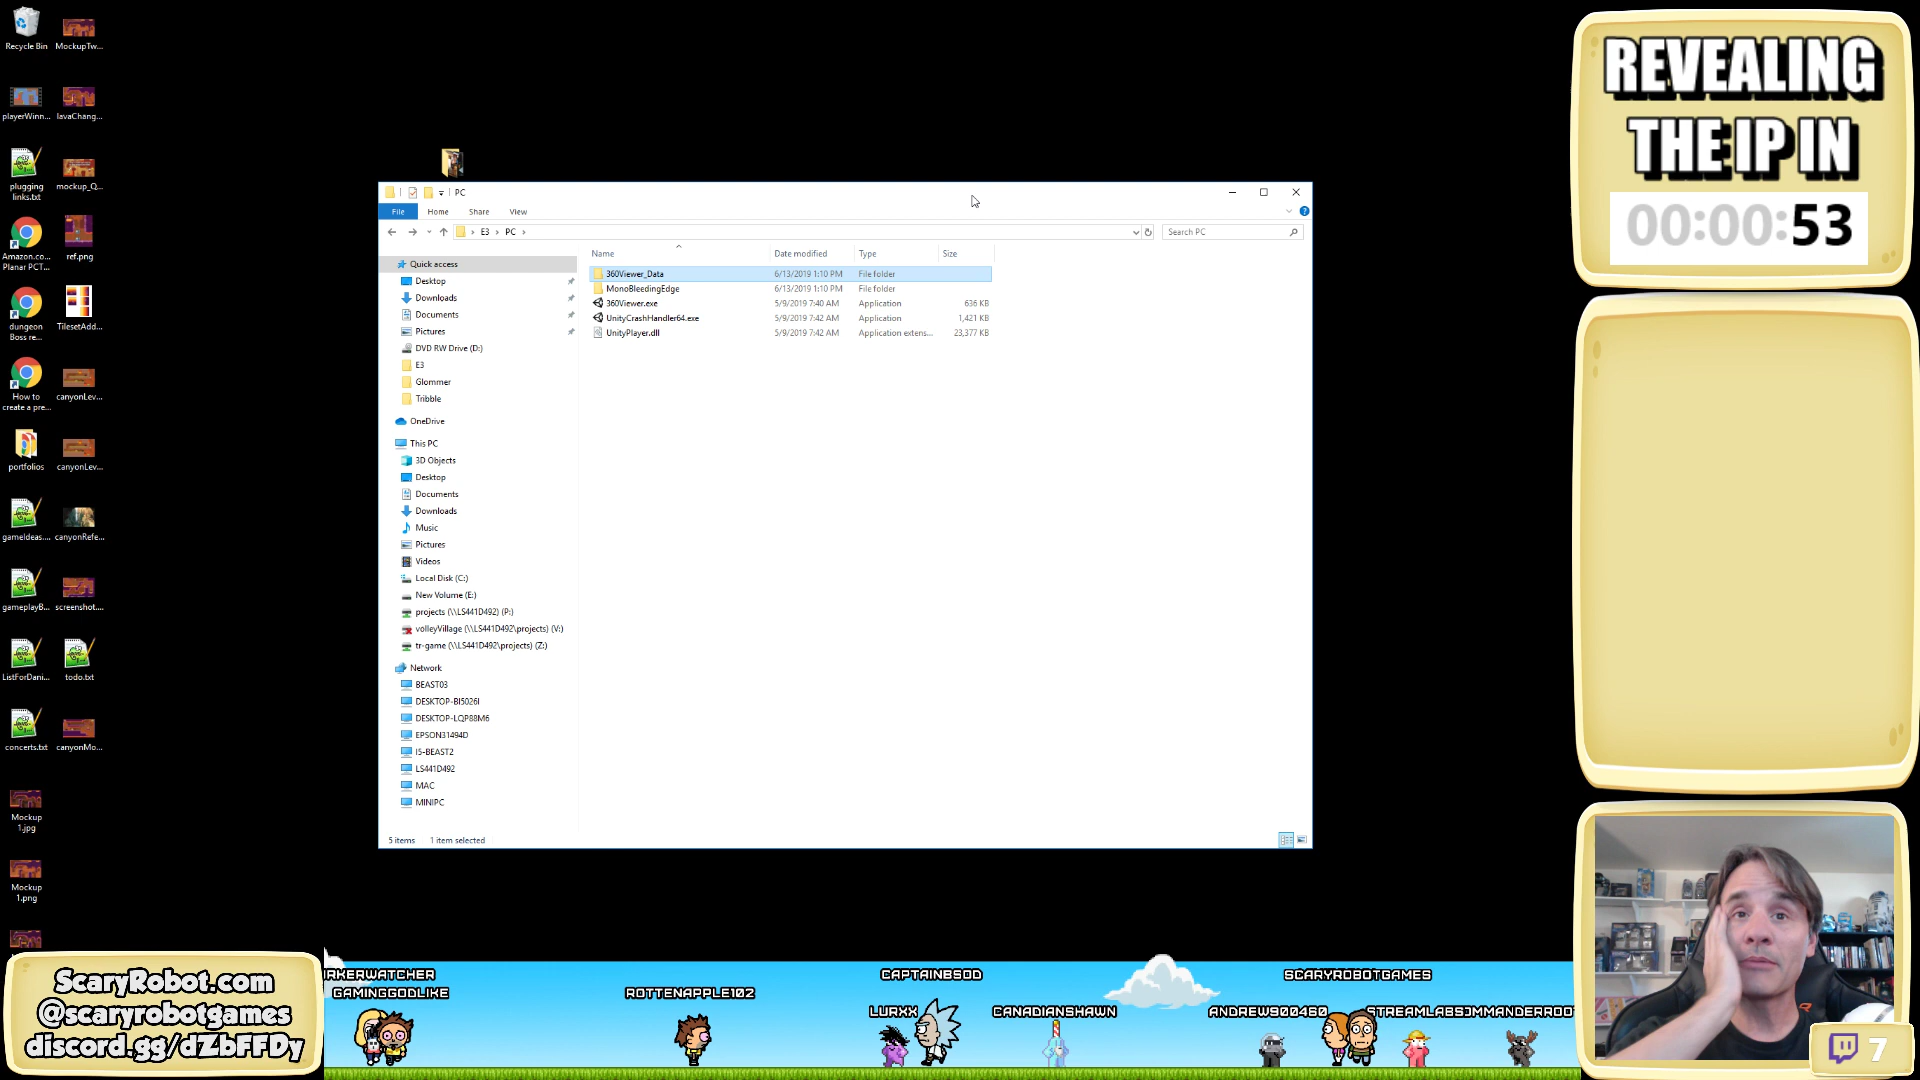 Recycle Bin
MockupTw...
playerWinn...
lavaChang...
plugging
links.txt
mockup_Q...
Amazon.co...
Planar PCT...
ref.png
dungeon
Boss re...
TilesetAdd...
How to
create a pre...
canyonLev...
portfolios
canyonLev...
gameIdeas....
canyonRefe...
gameplayB...
screenshot....
ListForDani...
todo.txt
concerts.txt
canyonMo...
Mockup
1.jpg
Mockup
1.png
PC
File Home Share View
E3 PC
Search PC
Name Date modified Type Size
360Viewer_Data 6/13/2019 1:10 PM File folder
MonoBleedingEdge 6/13/2019 1:10 PM File folder
360Viewer.exe 5/9/2019 7:40 AM Application 636 KB
UnityCrashHandler64.exe 5/9/2019 7:42 AM Application 1,421 KB
UnityPlayer.dll 5/9/2019 7:42 AM Application extens... 23,377 KB
Quick access
Desktop
Downloads
Documents
Pictures
DVD RW Drive (D:)
E3
Glommer
Tribble
OneDrive
This PC
3D Objects
Desktop
Documents
Downloads
Music
Pictures
Videos
Local Disk (C:)
New Volume (E:)
projects (\\LS441D492) (P:)
volleyVillage (\\LS441D492\projects) (V:)
tr-game (\\LS441D492\projects) (Z:)
Network
BEAST03
DESKTOP-BI5026I
DESKTOP-LQP88M6
EPSON31494D
I5-BEAST2
LS441D492
MAC
MINIPC
5 items 1 item selected
REVEALING
THE IP IN
00:00:53
ScaryRobot.com
@scaryrobotgames
discord.gg/dZbFFDy
RKERWATCHER
GAMINGGODLIKE
ROTTENAPPLE102
CAPTAINBSOD
LURXX
CANADIANSHAWN
SCARYROBOTGAMES
ANDREW900460
STREAMLABS
MMANDERROOT
7